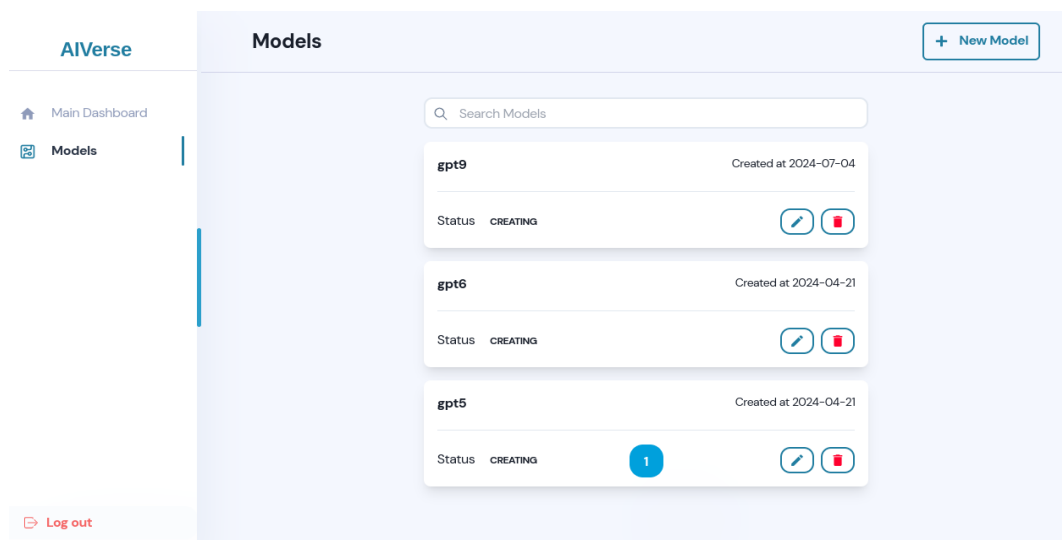 AIVerse
Main Dashboard
Models
Log out
Models
New Model
Search Models
gpt9 Created at 2024-07-04
Status CREATING
gpt6 Created at 2024-04-21
Status CREATING
gpt5 Created at 2024-04-21
Status CREATING
1